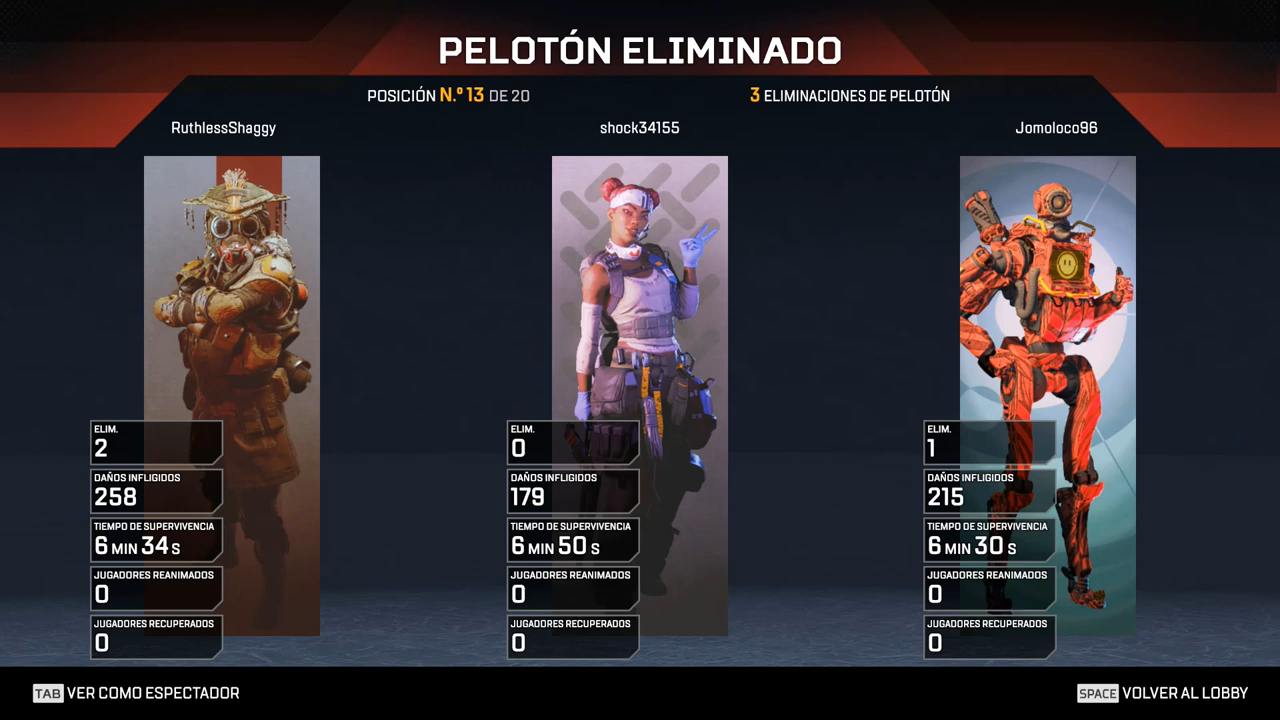 PELOTÓN ELIMINADO
POSICIÓN N.º 13 DE 20
3 ELIMINACIONES DE PELOTÓN
RuthlessShaggy
shock34155
Jomoloco96
ELIM.
2
DAÑOS INFLIGIDOS
258
TIEMPO DE SUPERVIVENCIA
6 MIN 34 S
JUGADORES REANIMADOS
0
JUGADORES RECUPERADOS
0
ELIM.
0
DAÑOS INFLIGIDOS
179
TIEMPO DE SUPERVIVENCIA
6 MIN 50 S
JUGADORES REANIMADOS
0
JUGADORES RECUPERADOS
0
ELIM.
1
DAÑOS INFLIGIDOS
215
TIEMPO DE SUPERVIVENCIA
6 MIN 30 S
JUGADORES REANIMADOS
0
JUGADORES RECUPERADOS
0
TAB VER COMO ESPECTADOR
SPACE VOLVER AL LOBBY